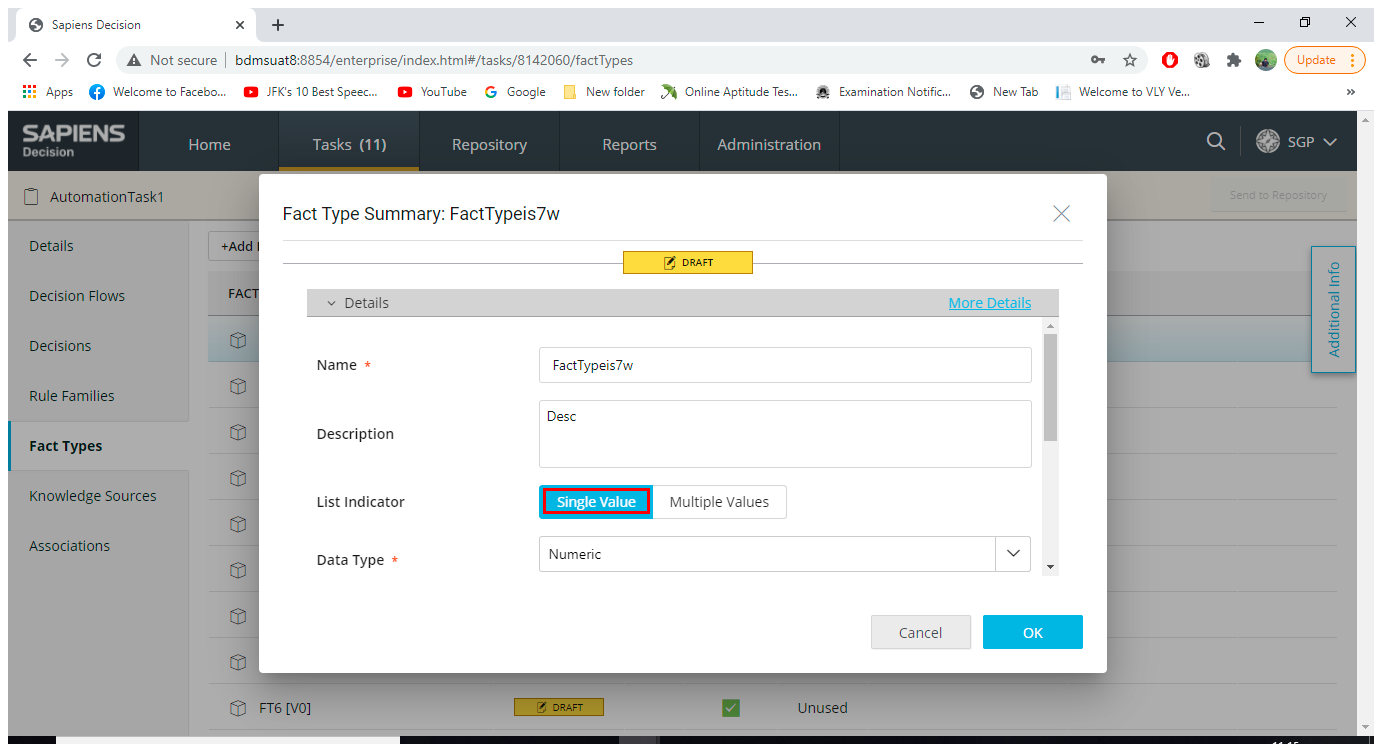 Sapiens Decision
Not secure | bdmsuat8:8854/enterprise/index.html#/tasks/8142060/factTypes
Update
Apps Welcome to Facebo... JFK's 10 Best Speec... YouTube Google New folder Online Aptitude Tes... Examination Notific... New Tab Welcome to VLY Ve... »
SAPIENS
Decision
Home Tasks (11) Repository Reports Administration SGP
AutomationTask1 Send to Repository
Fact Type Summary: FactTypeis7w
Details
Decision Flows
Decisions
Rule Families
Fact Types
Knowledge Sources
Associations
+Add
FACT
DRAFT
Details More Details
Name * FactTypeis7w
Description Desc
List Indicator Single Value Multiple Values
Data Type * Numeric
Cancel OK
Additional Info
FT6 [V0] DRAFT Unused